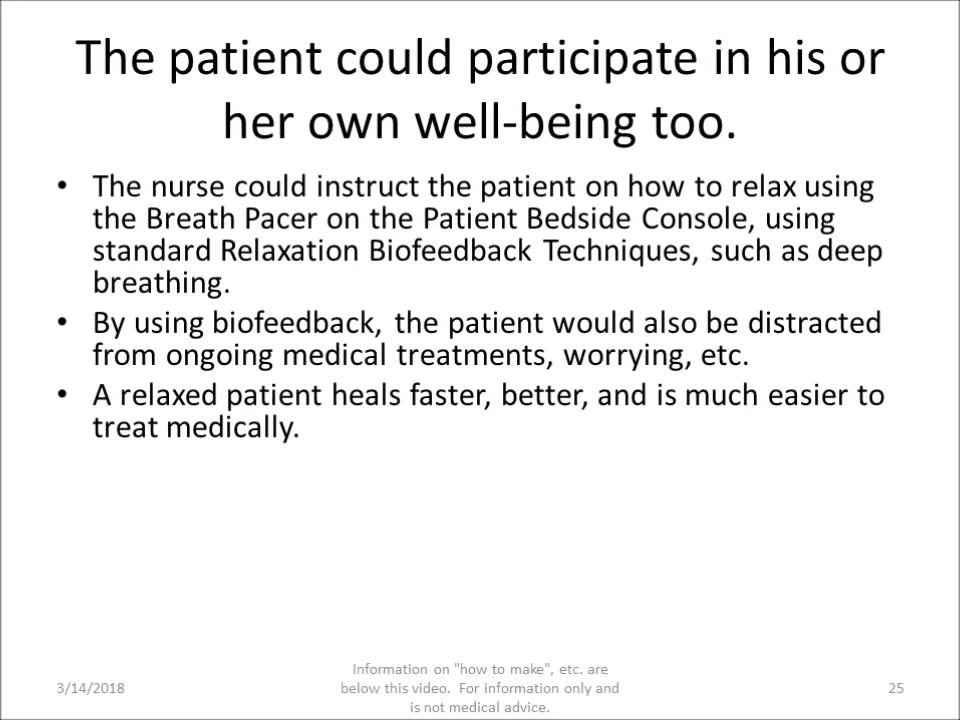 The patient could participate in his or
her own well-being too.
• The nurse could instruct the patient on how to relax using
the Breath Pacer on the Patient Bedside Console, using
standard Relaxation Biofeedback Techniques, such as deep
breathing.
• By using biofeedback, the patient would also be distracted
from ongoing medical treatments, worrying, etc.
• A relaxed patient heals faster, better, and is much easier to
treat medically.
3/14/2018
Information on "how to make", etc. are
below this video. For information only and
is not medical advice.
25